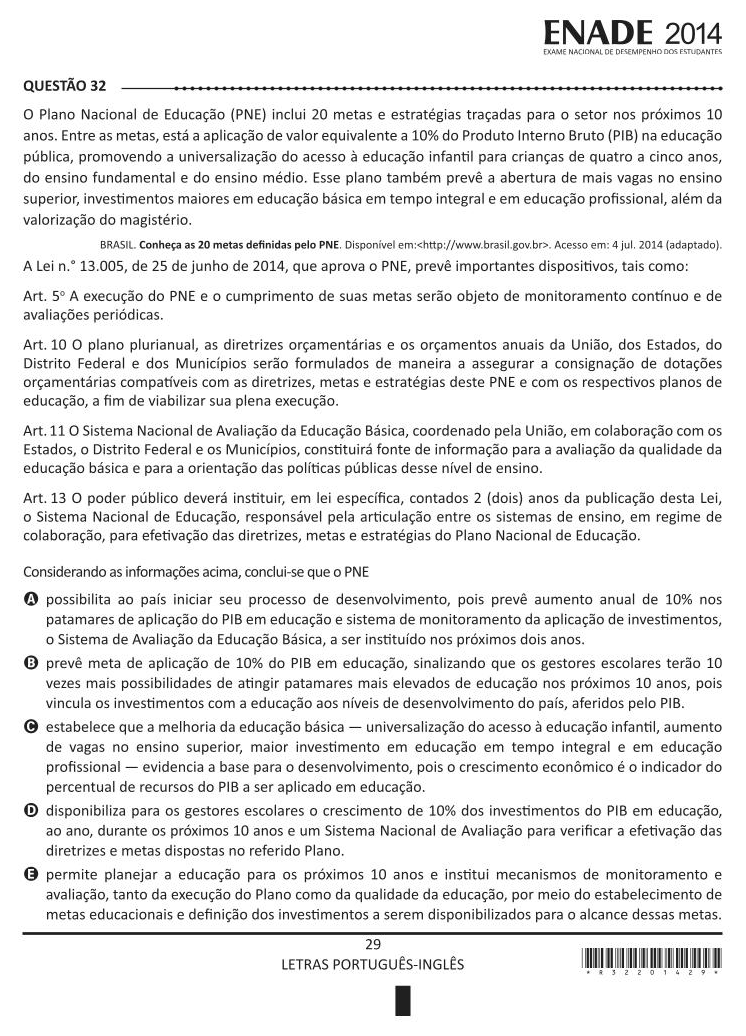 ENADE 2014
EXAME NACIONAL DE DESEMPENHO DOS ESTUDANTES
QUESTÃO 32
O Plano Nacional de Educação (PNE) inclui 20 metas e estratégias traçadas para o setor nos próximos 10
anos. Entre as metas, está a aplicação de valor equivalente a 10% do Produto Interno Bruto (PIB) na educação
pública, promovendo a universalização do acesso à educação infantil para crianças de quatro a cinco anos,
do ensino fundamental e do ensino médio. Esse plano também prevê a abertura de mais vagas no ensino
superior, investimentos maiores em educação básica em tempo integral e em educação profissional, além da
valorização do magistério.
BRASIL. Conheça as 20 metas definidas pelo PNE. Disponível em:<http://www.brasil.gov.br>. Acesso em: 4 jul. 2014 (adaptado).
A Lei n.° 13.005, de 25 de junho de 2014, que aprova o PNE, prevê importantes dispositivos, tais como:
Art. 5º A execução do PNE e o cumprimento de suas metas serão objeto de monitoramento contínuo e de
avaliações periódicas.
Art. 10 O plano plurianual, as diretrizes orçamentárias e os orçamentos anuais da União, dos Estados, do
Distrito Federal e dos Municípios serão formulados de maneira a assegurar a consignação de dotações
orçamentárias compatíveis com as diretrizes, metas e estratégias deste PNE e com os respectivos planos de
educação, a fim de viabilizar sua plena execução.
Art. 11 O Sistema Nacional de Avaliação da Educação Básica, coordenado pela União, em colaboração com os
Estados, o Distrito Federal e os Municípios, constituirá fonte de informação para a avaliação da qualidade da
educação básica e para a orientação das políticas públicas desse nível de ensino.
Art. 13 O poder público deverá instituir, em lei específica, contados 2 (dois) anos da publicação desta Lei,
o Sistema Nacional de Educação, responsável pela articulação entre os sistemas de ensino, em regime de
colaboração, para efetivação das diretrizes, metas e estratégias do Plano Nacional de Educação.
Considerando as informações acima, conclui-se que o PNE
A possibilita ao país iniciar seu processo de desenvolvimento, pois prevê aumento anual de 10% nos
patamares de aplicação do PIB em educação e sistema de monitoramento da aplicação de investimentos,
o Sistema de Avaliação da Educação Básica, a ser instituído nos próximos dois anos.
B prevê meta de aplicação de 10% do PIB em educação, sinalizando que os gestores escolares terão 10
vezes mais possibilidades de atingir patamares mais elevados de educação nos próximos 10 anos, pois
vincula os investimentos com a educação aos níveis de desenvolvimento do país, aferidos pelo PIB.
C estabelece que a melhoria da educação básica — universalização do acesso à educação infantil, aumento
de vagas no ensino superior, maior investimento em educação em tempo integral e em educação
profissional — evidencia a base para o desenvolvimento, pois o crescimento econômico é o indicador do
percentual de recursos do PIB a ser aplicado em educação.
D disponibiliza para os gestores escolares o crescimento de 10% dos investimentos do PIB em educação,
ao ano, durante os próximos 10 anos e um Sistema Nacional de Avaliação para verificar a efetivação das
diretrizes e metas dispostas no referido Plano.
E permite planejar a educação para os próximos 10 anos e institui mecanismos de monitoramento e
avaliação, tanto da execução do Plano como da qualidade da educação, por meio do estabelecimento de
metas educacionais e definição dos investimentos a serem disponibilizados para o alcance dessas metas.
29
LETRAS PORTUGUÊS-INGLÊS
* R 3 2 2 0 1 4 2 9 *